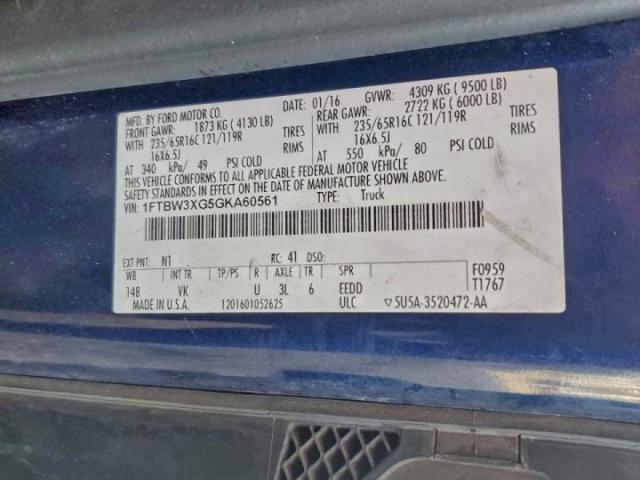 MFD. BY FORD MOTOR CO.
DATE: 01/16 GVWR: 4309 KG ( 9500 LB)
FRONT GAWR: 1873 KG ( 4130 LB) REAR GAWR: 2722 KG ( 6000 LB)
WITH 235/65R16C 121/119R TIRES WITH 235/65R16C 121/119R TIRES
16X6.5J RIMS 16X6.5J RIMS
AT 340 kPa/ 49 PSI COLD AT 550 kPa/ 80 PSI COLD
THIS VEHICLE CONFORMS TO ALL APPLICABLE FEDERAL MOTOR VEHICLE
SAFETY STANDARDS IN EFFECT ON THE DATE OF MANUFACTURE SHOWN ABOVE.
VIN: 1FTBW3XG5GKA60561 TYPE: Truck
EXT PNT: N1 RC: 41 DSO: F0959
WB INT TR TP/PS R AXLE TR SPR T1767
148 VK U 3L 6 EEDD
MADE IN U.S.A. 1201601052625 ULC ▽5U5A-3520472-AA